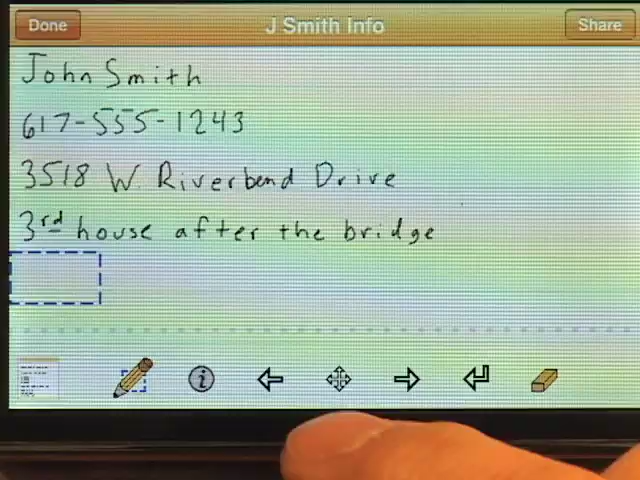 Done J Smith Info Share
John Smith
617-555-1243
3518 W. Riverbend Drive
3rd house after the bridge